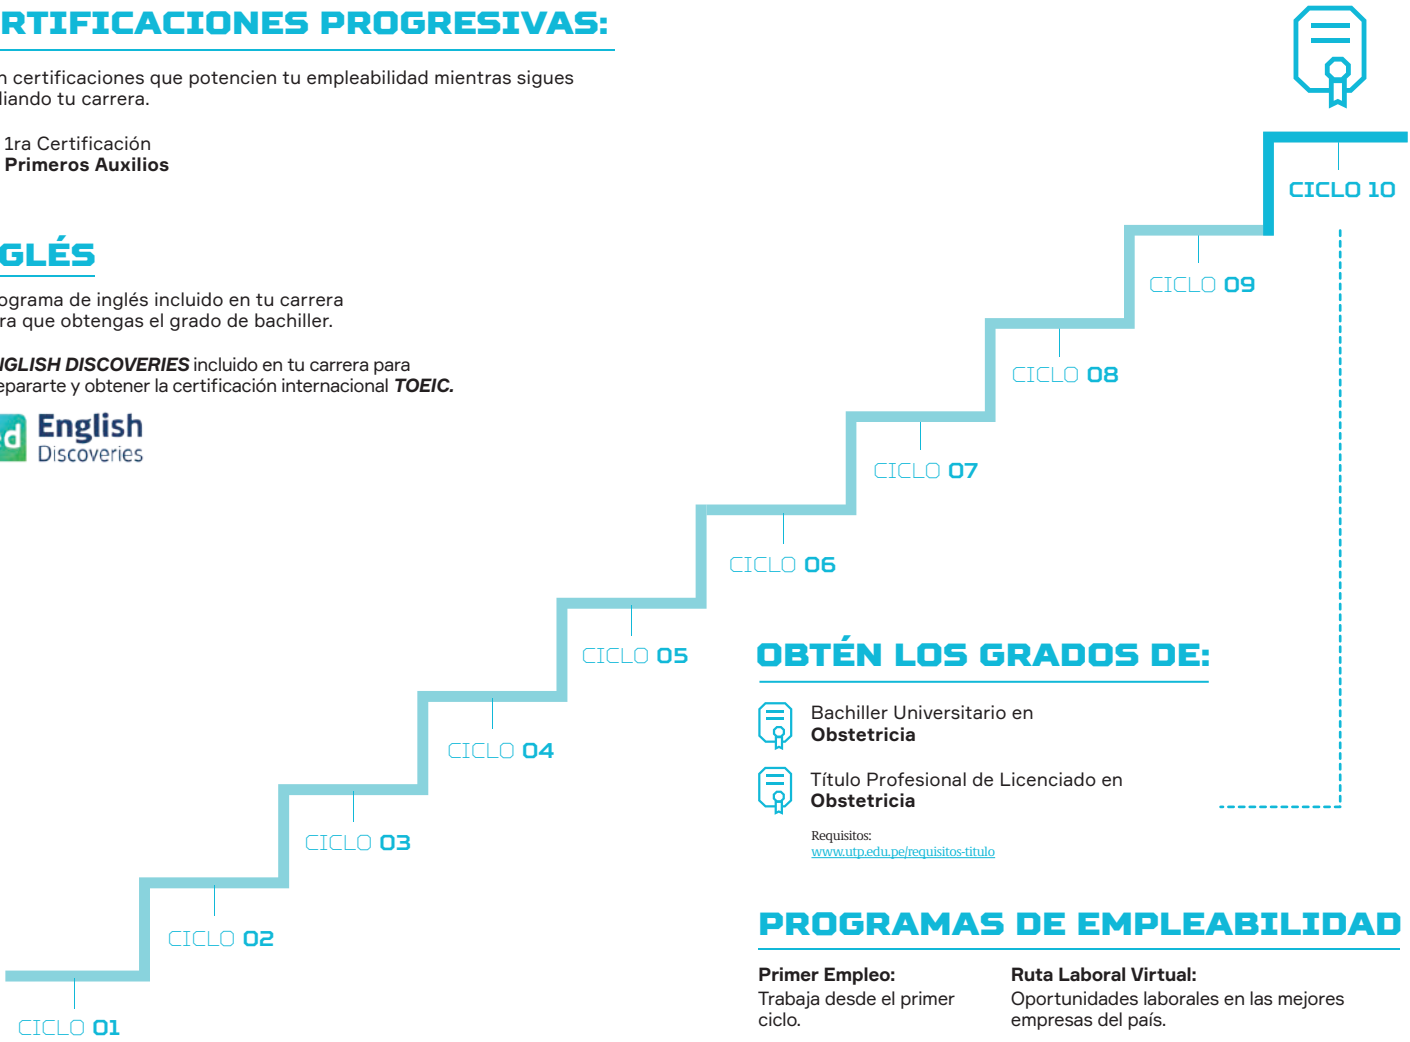 RTIFICACIONES PROGRESIVAS:
n certificaciones que potencien tu empleabilidad mientras sigues
liando tu carrera.
1ra Certificación
Primeros Auxilios
GLÉS
ograma de inglés incluido en tu carrera
ra que obtengas el grado de bachiller.
NGLISH DISCOVERIES incluido en tu carrera para
epararte y obtener la certificación internacional TOEIC.
ed English
Discoveries
CICLO 10
CICLO 09
CICLO 08
CICLO 07
CICLO 06
CICLO 05
CICLO 04
CICLO 03
CICLO 02
CICLO 01
OBTÉN LOS GRADOS DE:
Bachiller Universitario en
Obstetricia
Título Profesional de Licenciado en
Obstetricia
Requisitos:
www.utp.edu.pe/requisitos-titulo
PROGRAMAS DE EMPLEABILIDAD
Primer Empleo:
Trabaja desde el primer
ciclo.
Ruta Laboral Virtual:
Oportunidades laborales en las mejores
empresas del país.